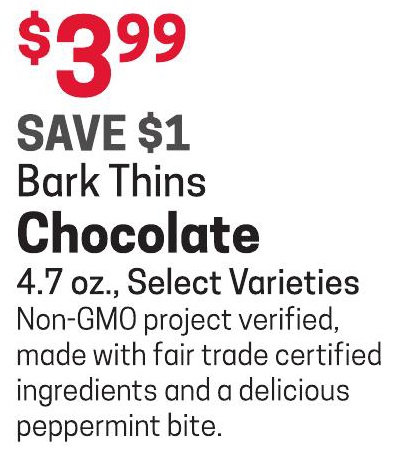 $3.99
SAVE $1
Bark Thins
Chocolate
4.7 oz., Select Varieties
Non-GMO project verified,
made with fair trade certified
ingredients and a delicious
peppermint bite.